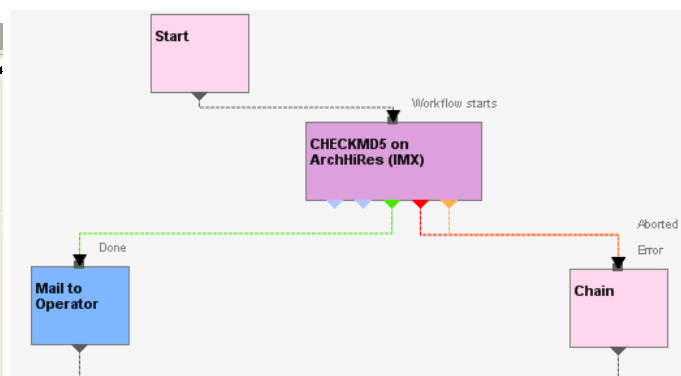 Start
Workflow starts
CHECKMD5 on
ArchHiRes (IMX)
Aborted
Done
Error
Mail to
Operator
Chain